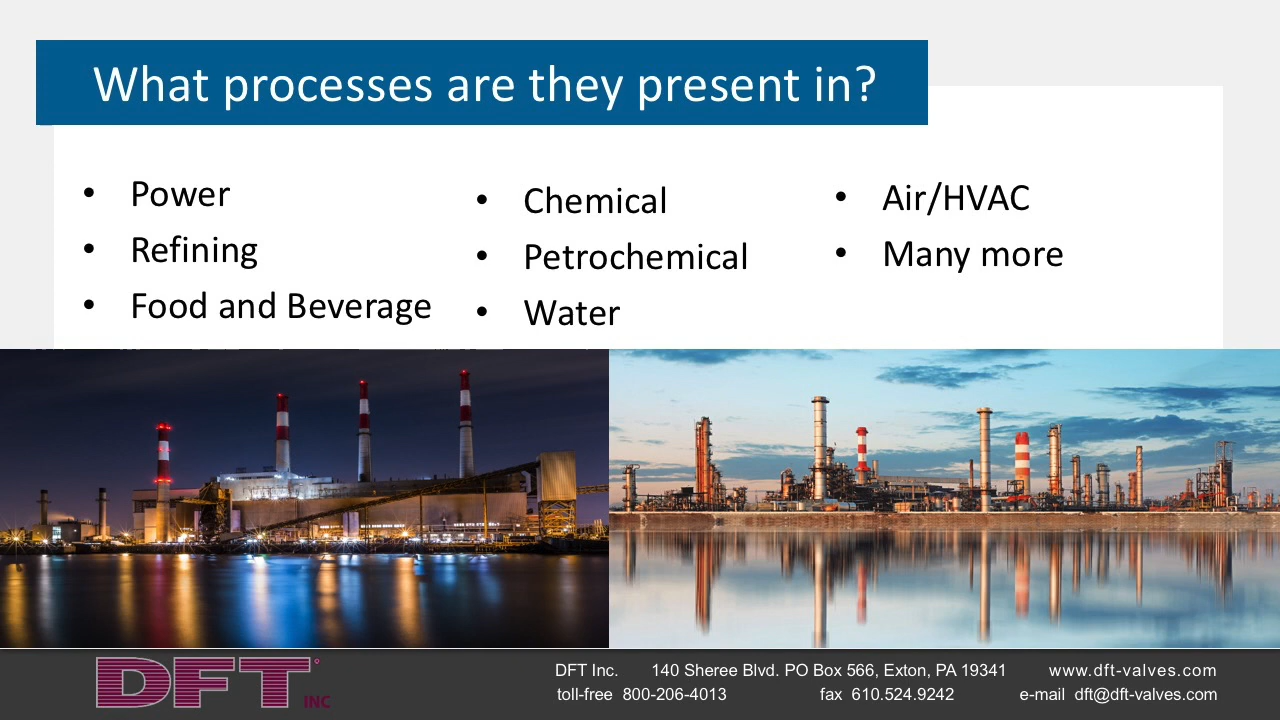 What processes are they present in?
• Power
• Refining
• Food and Beverage
• Chemical
• Petrochemical
• Water
• Air/HVAC
• Many more
DFT® INC
DFT Inc. 140 Sheree Blvd. PO Box 566, Exton, PA 19341 www.dft-valves.com
toll-free 800-206-4013 fax 610.524.9242 e-mail dft@dft-valves.com